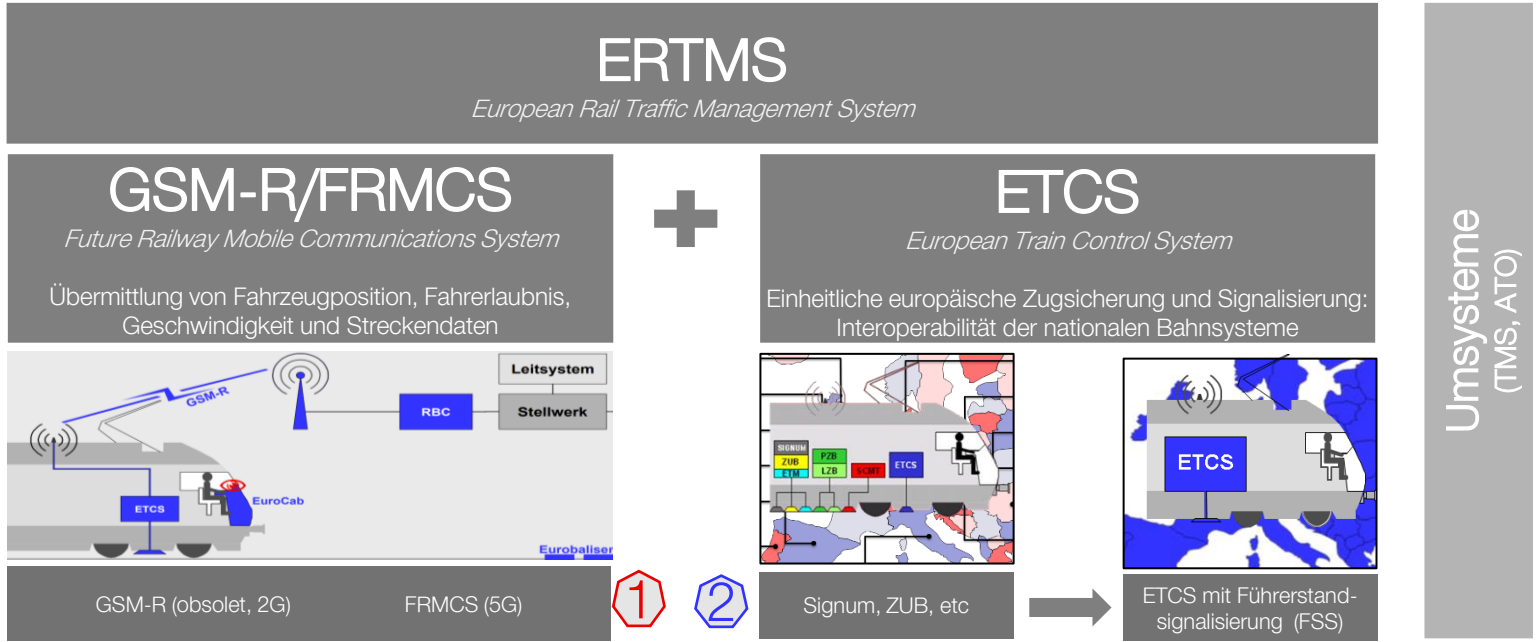 ERTMS
European Rail Traffic Management System
GSM-R/FRMCS
Future Railway Mobile Communications System
Übermittlung von Fahrzeugposition, Fahrerlaubnis,
Geschwindigkeit und Streckendaten
ETCS
European Train Control System
Einheitliche europäische Zugsicherung und Signalisierung:
Interoperabilität der nationalen Bahnsysteme
Umsysteme
(TMS, ATO)
GSM-R
Leitsystem
RBC
Stellwerk
ETCS
EuroCab
Eurobalisen
SIGNUM
ZUB
ETM
PZB
LZB
SCMT
ETCS
ETCS
GSM-R (obsolet, 2G)
FRMCS (5G)
1
2
Signum, ZUB, etc
ETCS mit Führerstand-
signalisierung (FSS)